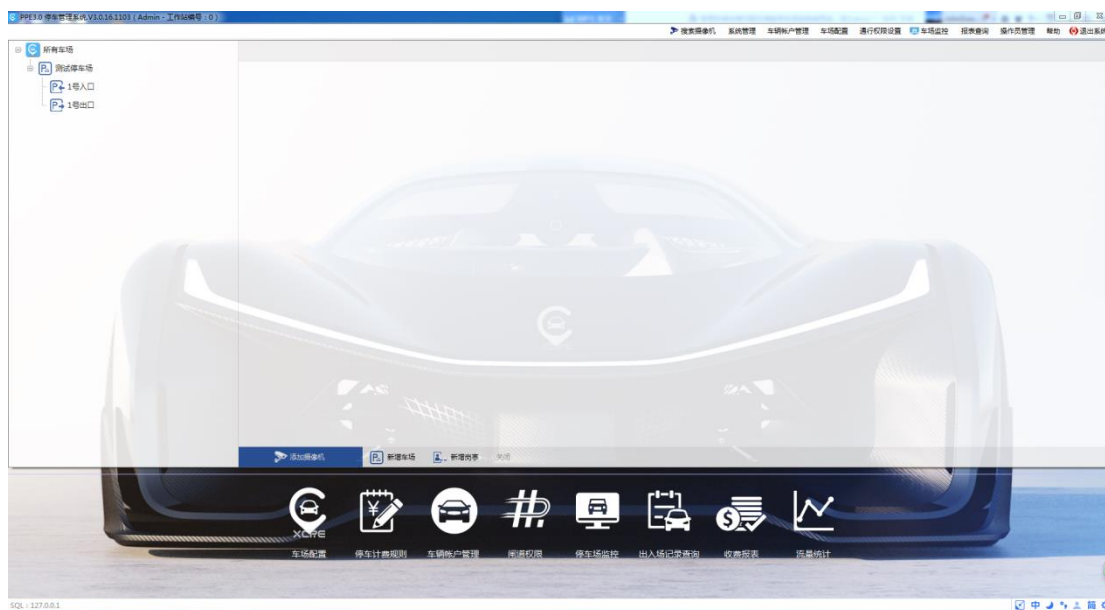 PPE3.0 停车管理系统,V3.0.16.1103 ( Admin - 工作站编号：0 )
搜索摄像机 系统管理 车辆帐户管理 车场配置 通行权限设置 车场监控 报表查询 操作员管理 帮助 退出系统
所有车场
测试停车场
1号入口
1号出口
添加摄像机 新增车场 新增岗亭 关闭
XCRE
车场配置 停车计费规则 车辆帐户管理 闸道权限 停车场监控 出入场记录查询 收费报表 流量统计
SQL : 127.0.0.1 中 简